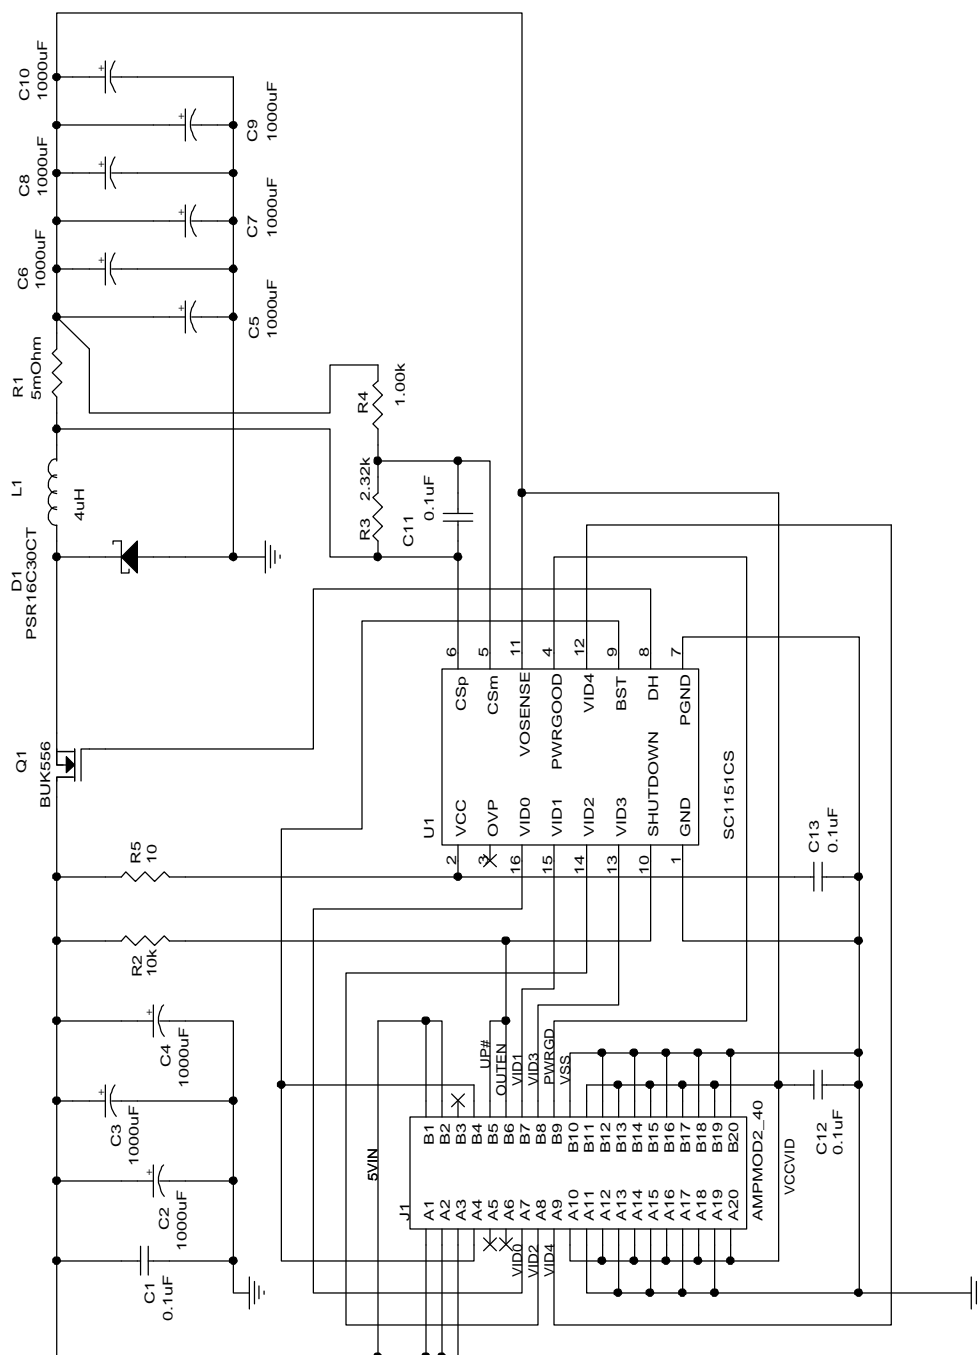 C10
1000uF
C9
1000uF
C8
1000uF
C7
1000uF
C6
1000uF
C5
1000uF
R1
5mOhm
R4
1.00k
L1
4uH
R3
2.32k
C11
0.1uF
D1
PSR16C30CT
Q1
BUK556
R5
10
R2
10k
C4
1000uF
C3
1000uF
C2
1000uF
C1
0.1uF
6
5
11
4
12
9
8
7
CSp
CSm
VOSENSE
PWRGOOD
VID4
BST
DH
PGND
U1
VCC
OVP
VID0
VID1
VID2
VID3
SHUTDOWN
GND
SC1151CS
2
3
16
15
14
13
10
1
C13
0.1uF
UP#
OUTEN
VID1
VID3
PWRGD
VSS
5VIN
B1
B2
B3
B4
B5
B6
B7
B8
B9
B10
B11
B12
B13
B14
B15
B16
B17
B18
B19
B20
J1
A1
A2
A3
A4
A5
A6
A7
A8
A9
A10
A11
A12
A13
A14
A15
A16
A17
A18
A19
A20
AMPMOD2_40
VCCVID
C12
0.1uF
VID0
VID2
VID4